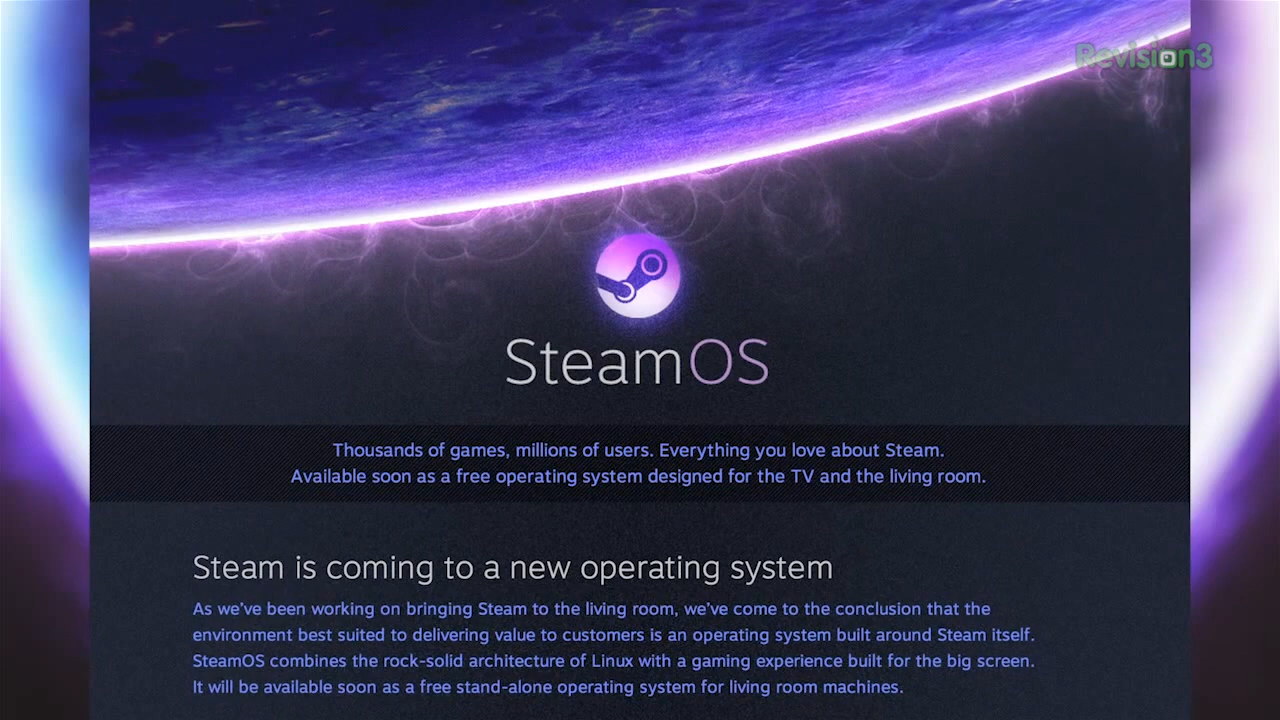 Revision3
SteamOS
Thousands of games, millions of users. Everything you love about Steam.
Available soon as a free operating system designed for the TV and the living room.
Steam is coming to a new operating system
As we've been working on bringing Steam to the living room, we've come to the conclusion that the
environment best suited to delivering value to customers is an operating system built around Steam itself.
SteamOS combines the rock-solid architecture of Linux with a gaming experience built for the big screen.
It will be available soon as a free stand-alone operating system for living room machines.